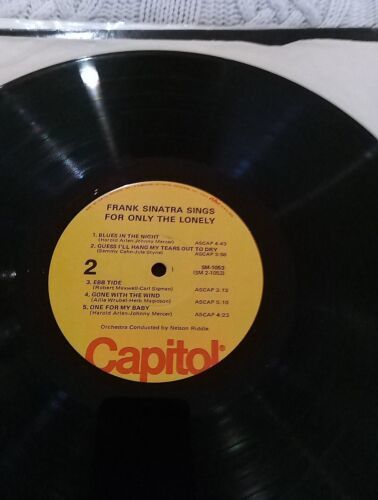 FRANK SINATRA SINGS
FOR ONLY THE LONELY
1. BLUES IN THE NIGHT
(Harold Arlen-Johnny Mercer) ASCAP 4:43
2. GUESS I'LL HANG MY TEARS OUT TO DRY
(Sammy Cahn-Jule Styne) ASCAP 3:58
2
SM-1053
(SM 2-1053)
3. EBB TIDE
(Robert Maxwell-Carl Sigman) ASCAP 3:13
4. GONE WITH THE WIND
(Allie Wrubel-Herb Magidson) ASCAP 5:15
5. ONE FOR MY BABY
(Harold Arlen-Johnny Mercer) ASCAP 4:23
Orchestra Conducted by Nelson Riddle
Capitol